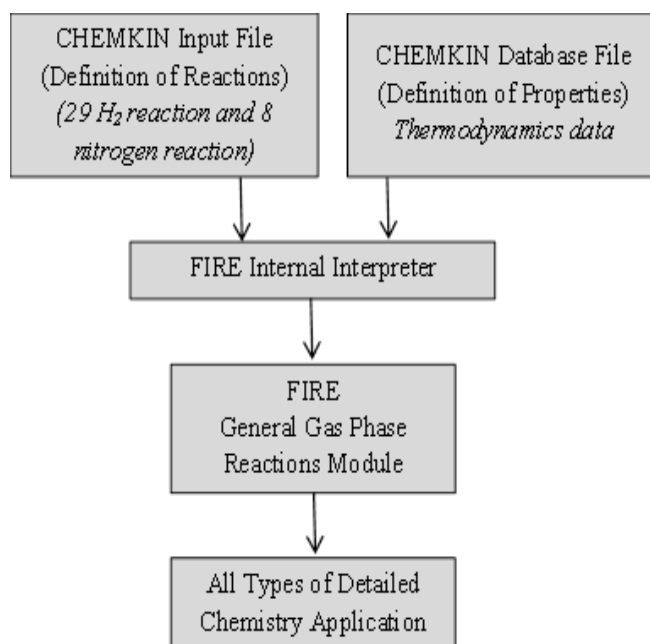 CHEMKIN Input File
(Definition of Reactions)
(29 H₂ reaction and 8
nitrogen reaction)
CHEMKIN Database File
(Definition of Properties)
Thermodynamics data
FIRE Internal Interpreter
FIRE
General Gas Phase
Reactions Module
All Types of Detailed
Chemistry Application